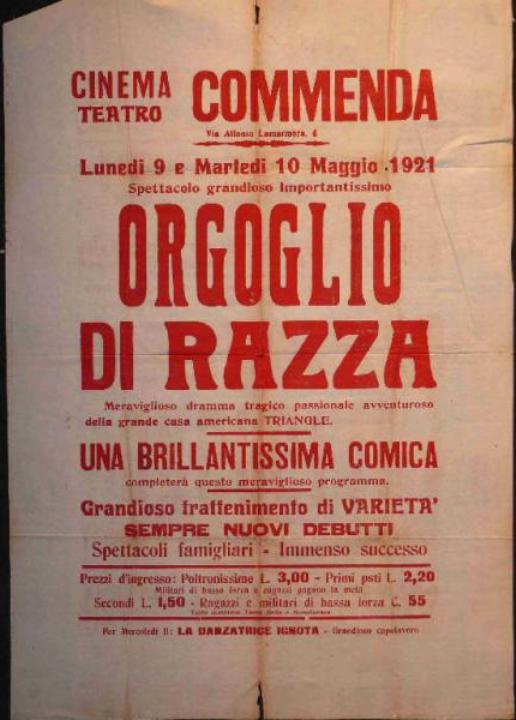 CINEMA TEATRO COMMENDA
Via Alfonso Lamarmora, 4
Lunedì 9 e Martedì 10 Maggio 1921
Spettacolo grandioso importantissimo
ORGOGLIO
DI RAZZA
Meraviglioso dramma tragico passionale avventuroso
della grande casa americana TRIANGLE.
UNA BRILLANTISSIMA COMICA
completerà questo meraviglioso programma.
Grandioso trattenimento di VARIETA'
SEMPRE NUOVI DEBUTTI
Spettacoli famigliari - Immenso successo
Prezzi d'ingresso: Poltronissime L. 3,00 - Primi psti L. 2,20
Militari di bassa forza e ragazzi pagano la metà
Secondi L. 1,50 - Ragazzi e militari di bassa forza C. 55
Per Mercoledì 11: LA DANZATRICE IGNOTA - Grandioso capolavoro